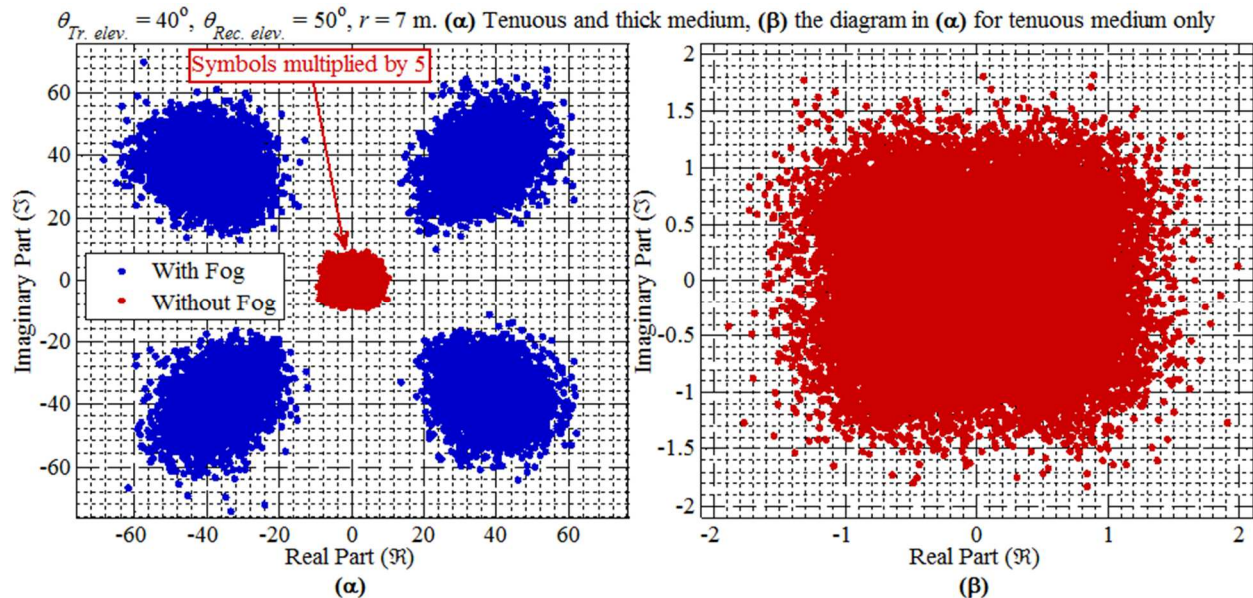 θTr. elev. = 40°, θRec. elev. = 50°, r = 7 m. (α) Tenuous and thick medium, (β) the diagram in (α) for tenuous medium only
Symbols multiplied by 5
With Fog
Without Fog
Imaginary Part (ℑ)
60
40
20
0
-20
-40
-60
-60 -40 -20 0 20 40 60
Real Part (ℜ)
(α)
Imaginary Part (ℑ)
2
1.5
1
0.5
0
-0.5
-1
-1.5
-2
-2 -1 0 1 2
Real Part (ℜ)
(β)